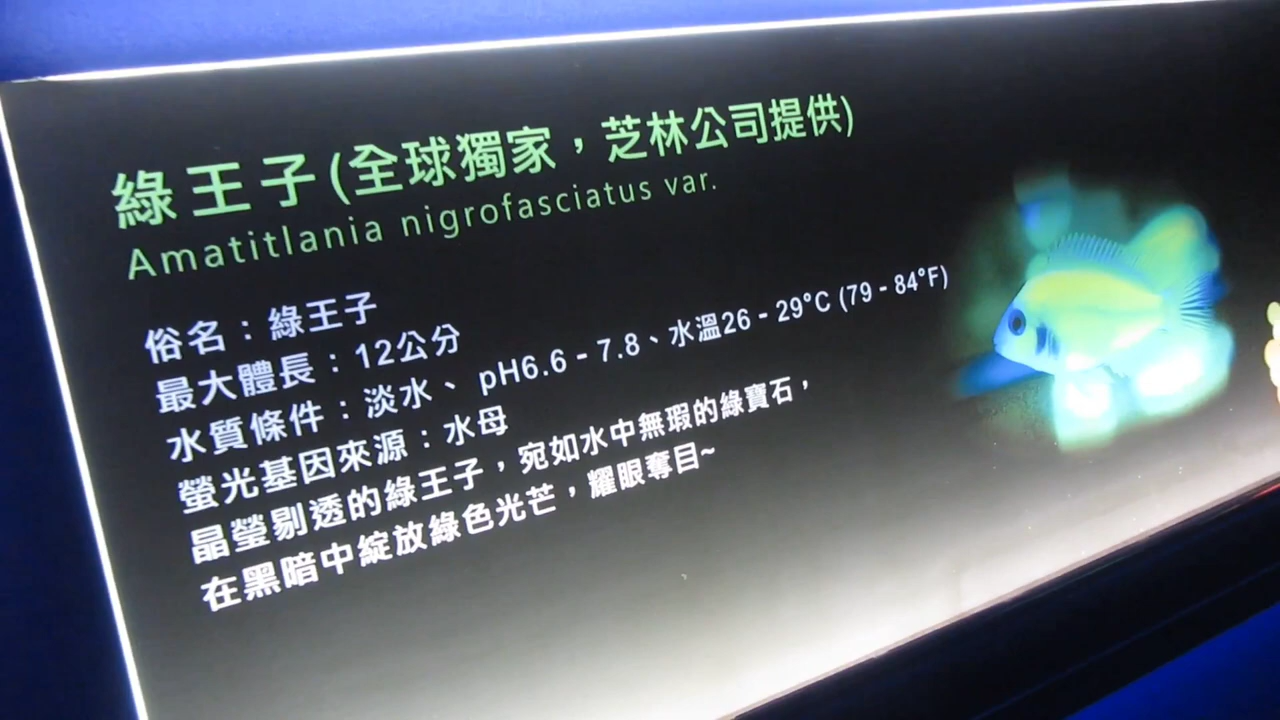 綠王子(全球獨家，芝林公司提供)
Amatitlania nigrofasciatus var.
俗名：綠王子
最大體長：12公分
水質條件：淡水、pH6.6 - 7.8、水溫26 - 29°C (79 - 84°F)
螢光基因來源：水母
晶瑩剔透的綠王子，宛如水中無瑕的綠寶石，
在黑暗中綻放綠色光芒，耀眼奪目~